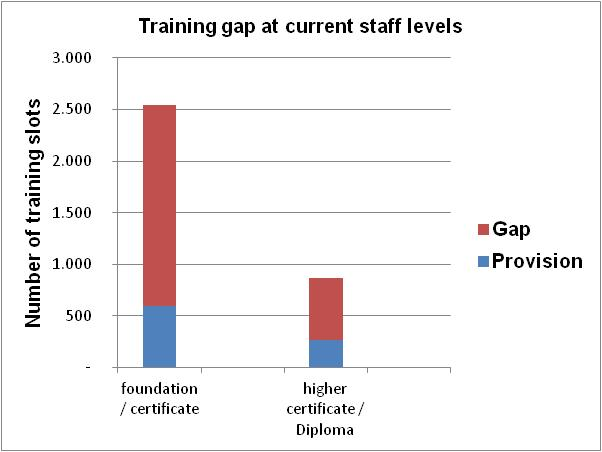 Training gap at current staff levels
Number of training slots
3.000
2.500
2.000
1.500
1.000
500
-
foundation
/ certificate
higher
certificate /
Diploma
Gap
Provision